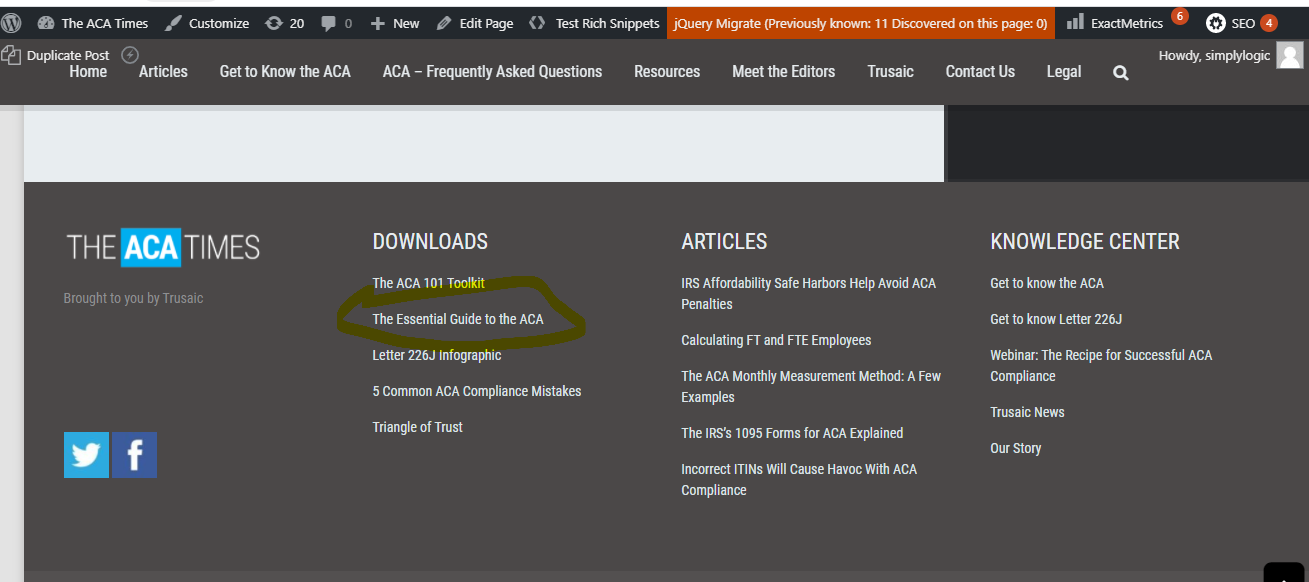 The ACA Times Customize 20 0 New Edit Page Test Rich Snippets jQuery Migrate (Previously known: 11 Discovered on this page: 0) ExactMetrics 6 SEO 4
Duplicate Post Howdy, simplylogic
Home Articles Get to Know the ACA ACA – Frequently Asked Questions Resources Meet the Editors Trusaic Contact Us Legal
THE ACA TIMES
Brought to you by Trusaic
DOWNLOADS
The ACA 101 Toolkit
The Essential Guide to the ACA
Letter 226J Infographic
5 Common ACA Compliance Mistakes
Triangle of Trust
ARTICLES
IRS Affordability Safe Harbors Help Avoid ACA
Penalties
Calculating FT and FTE Employees
The ACA Monthly Measurement Method: A Few
Examples
The IRS’s 1095 Forms for ACA Explained
Incorrect ITINs Will Cause Havoc With ACA
Compliance
KNOWLEDGE CENTER
Get to know the ACA
Get to know Letter 226J
Webinar: The Recipe for Successful ACA
Compliance
Trusaic News
Our Story